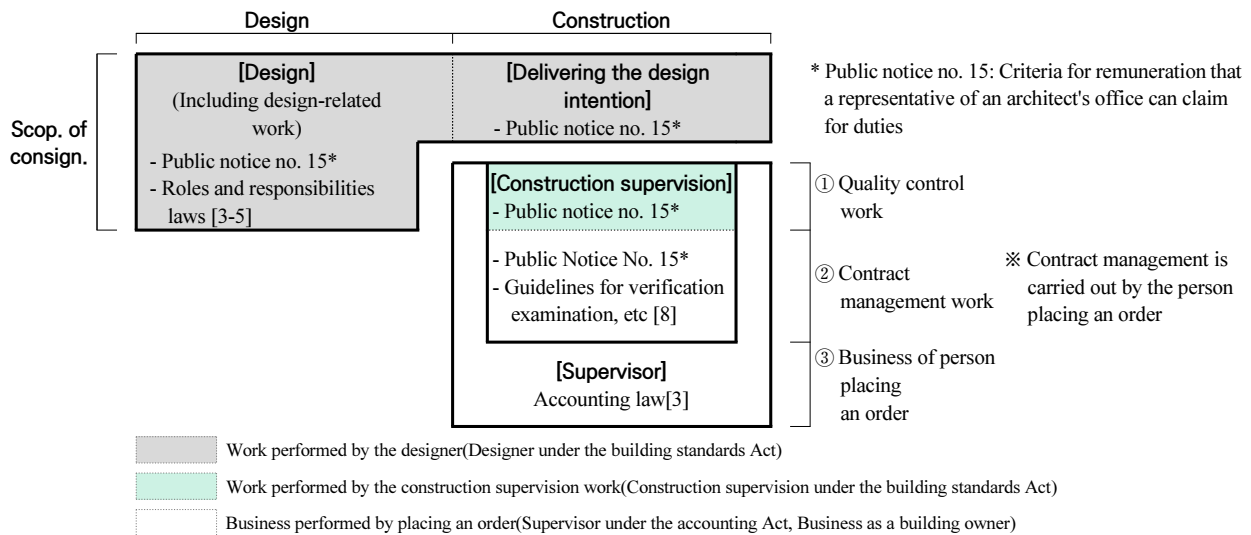 Design
Construction
Scop. of
consign.
[Design]
(Including design-related
work)
- Public notice no. 15*
- Roles and responsibilities
laws [3-5]
[Delivering the design
intention]
- Public notice no. 15*
* Public notice no. 15: Criteria for remuneration that
a representative of an architect's office can claim
for duties
[Construction supervision]
- Public notice no. 15*
- Public Notice No. 15*
- Guidelines for verification
examination, etc [8]
[Supervisor]
Accounting law[3]
① Quality control
work
② Contract
management work
※ Contract management is
carried out by the person
placing an order
③ Business of person
placing
an order
Work performed by the designer(Designer under the building standards Act)
Work performed by the construction supervision work(Construction supervision under the building standards Act)
Business performed by placing an order(Supervisor under the accounting Act, Business as a building owner)